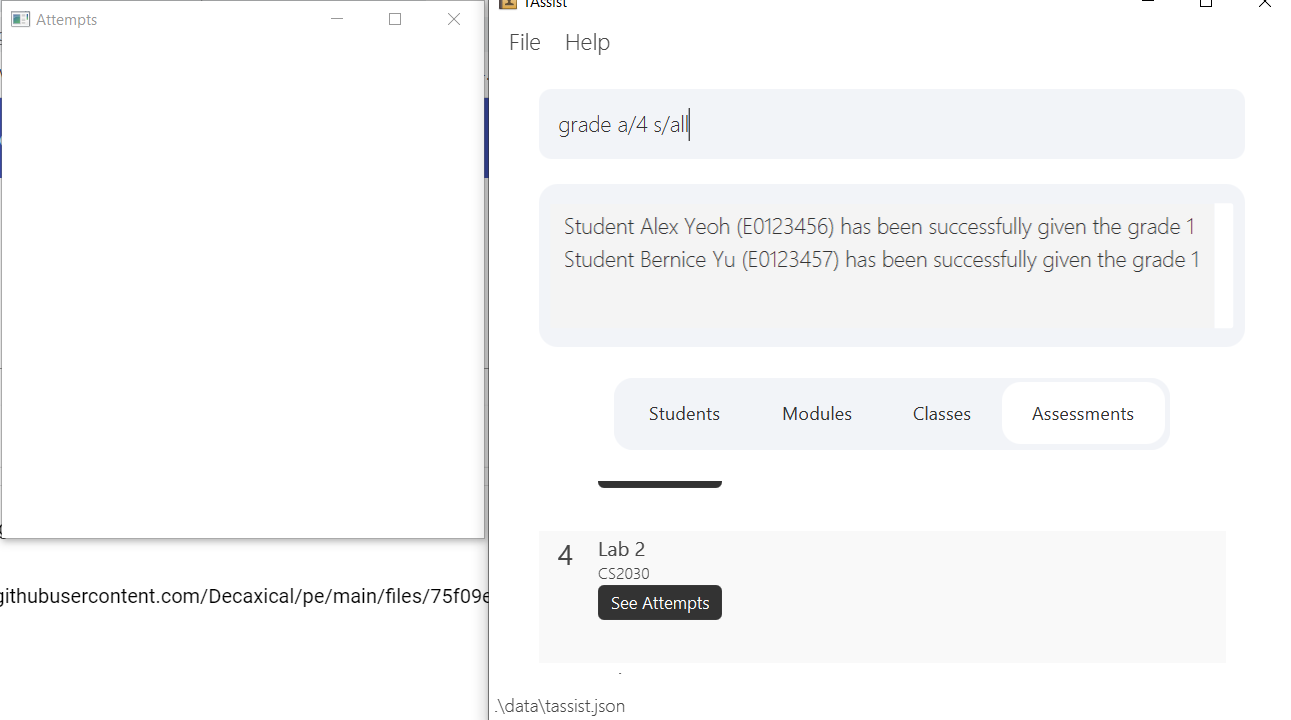 Attempts
TAssist
File Help
grade a/4 s/all
Student Alex Yeoh (E0123456) has been successfully given the grade 1
Student Bernice Yu (E0123457) has been successfully given the grade 1
Students Modules Classes Assessments
4 Lab 2
CS2030
See Attempts
githubusercontent.com/Decaxical/pe/main/files/75f09e
.\data\tassist.json